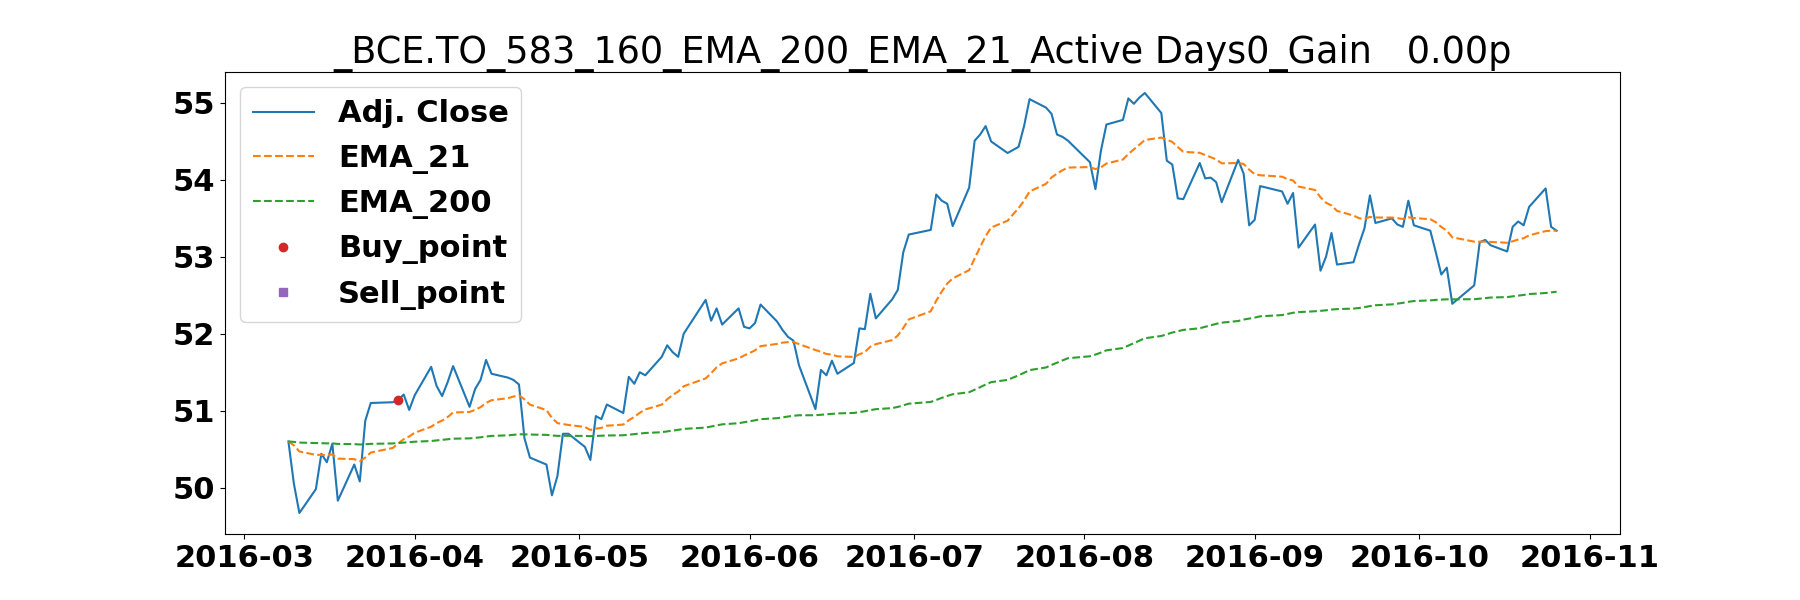 _BCE.TO_583_160_EMA_200_EMA_21_Active Days0_Gain   0.00p
Adj. Close
EMA_21
EMA_200
Buy_point
Sell_point
55
54
53
52
51
50
2016-03 2016-04 2016-05 2016-06 2016-07 2016-08 2016-09 2016-10 2016-11